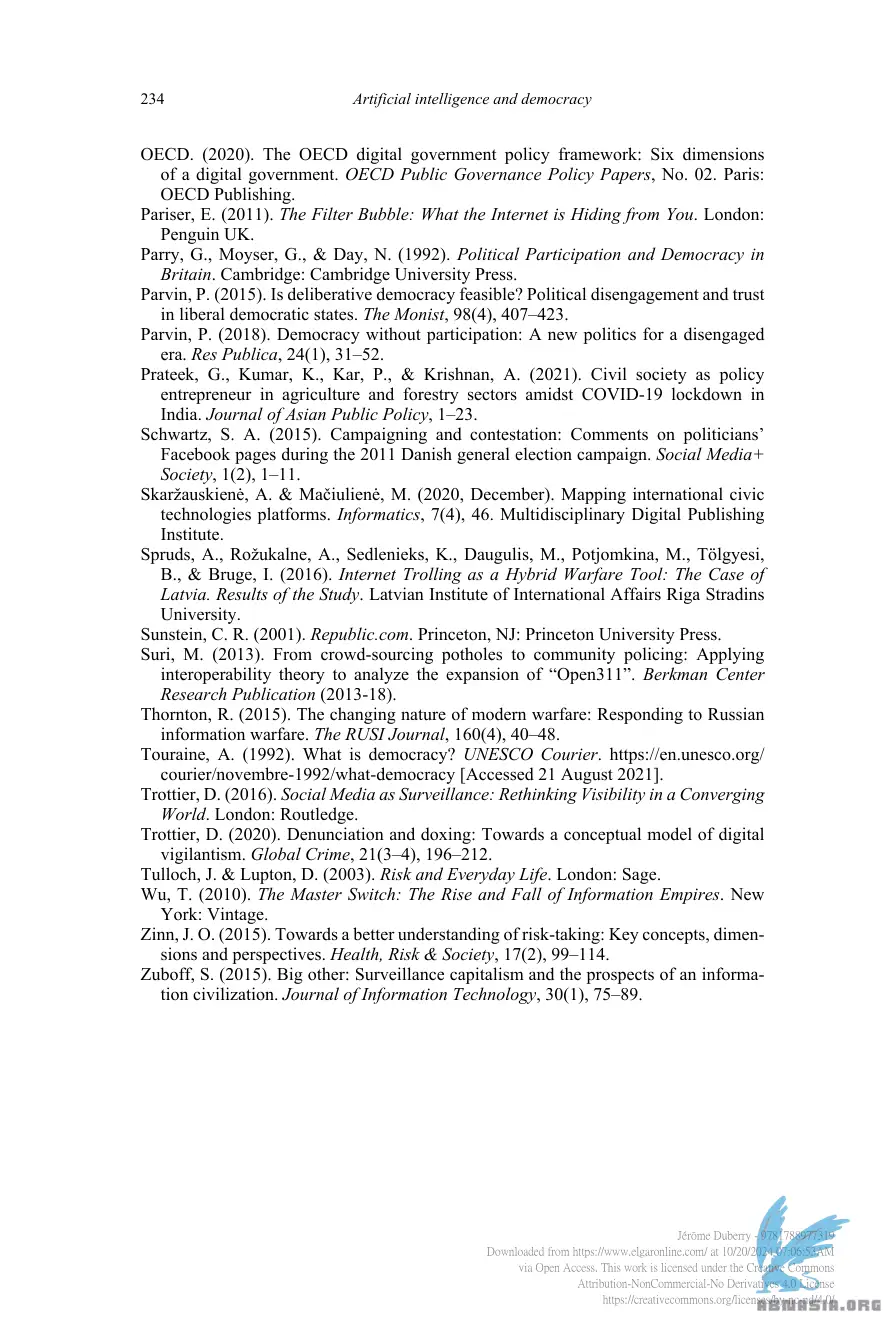 234
Artificial intelligence and democracy
OECD. (2020). The OECD digital government policy framework: Six dimensions
of a digital government. OECD Public Governance Policy Papers, No. 02. Paris:
OECD Publishing.
Pariser, E. (2011). The Filter Bubble: What the Internet is Hiding from You. London:
Penguin UK.
Parry, G., Moyser, G., & Day, N. (1992). Political Participation and Democracy in
Britain. Cambridge: Cambridge University Press.
Parvin, P. (2015). Is deliberative democracy feasible? Political disengagement and trust
in liberal democratic states. The Monist, 98(4), 407–423.
Parvin, P. (2018). Democracy without participation: A new politics for a disengaged
era. Res Publica, 24(1), 31–52.
Prateek, G., Kumar, K., Kar, P., & Krishnan, A. (2021). Civil society as policy
entrepreneur in agriculture and forestry sectors amidst COVID-19 lockdown in
India. Journal of Asian Public Policy, 1–23.
Schwartz, S. A. (2015). Campaigning and contestation: Comments on politicians’
Facebook pages during the 2011 Danish general election campaign. Social Media+
Society, 1(2), 1–11.
Skaržauskienė, A. & Mačiulienė, M. (2020, December). Mapping international civic
technologies platforms. Informatics, 7(4), 46. Multidisciplinary Digital Publishing
Institute.
Spruds, A., Rožukalne, A., Sedlenieks, K., Daugulis, M., Potjomkina, M., Tölgyesi,
B., & Bruge, I. (2016). Internet Trolling as a Hybrid Warfare Tool: The Case of
Latvia. Results of the Study. Latvian Institute of International Affairs Riga Stradins
University.
Sunstein, C. R. (2001). Republic.com. Princeton, NJ: Princeton University Press.
Suri, M. (2013). From crowd-sourcing potholes to community policing: Applying
interoperability theory to analyze the expansion of “Open311”. Berkman Center
Research Publication (2013-18).
Thornton, R. (2015). The changing nature of modern warfare: Responding to Russian
information warfare. The RUSI Journal, 160(4), 40–48.
Touraine, A. (1992). What is democracy? UNESCO Courier. https://en.unesco.org/
courier/novembre-1992/what-democracy [Accessed 21 August 2021].
Trottier, D. (2016). Social Media as Surveillance: Rethinking Visibility in a Converging
World. London: Routledge.
Trottier, D. (2020). Denunciation and doxing: Towards a conceptual model of digital
vigilantism. Global Crime, 21(3–4), 196–212.
Tulloch, J. & Lupton, D. (2003). Risk and Everyday Life. London: Sage.
Wu, T. (2010). The Master Switch: The Rise and Fall of Information Empires. New
York: Vintage.
Zinn, J. O. (2015). Towards a better understanding of risk-taking: Key concepts, dimen-
sions and perspectives. Health, Risk & Society, 17(2), 99–114.
Zuboff, S. (2015). Big other: Surveillance capitalism and the prospects of an informa-
tion civilization. Journal of Information Technology, 30(1), 75–89.
Jérôme Duberry - 9781788977319
Downloaded from https://www.elgaronline.com/ at 10/20/2024 07:06:52AM
via Open Access. This work is licensed under the Creative Commons
Attribution-NonCommercial-No Derivatives 4.0 License
https://creativecommons.org/licenses/by-nc-nd/4.0/
ABTNASIA.ORG